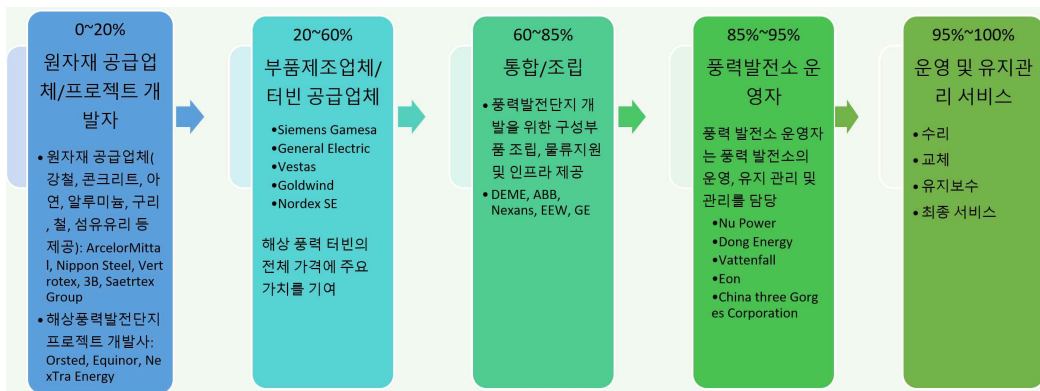 0~20%
원자재 공급업
체/프로젝트 개
발자
• 원자재 공급업체(
강철, 콘크리트, 아
연, 알루미늄, 구리
, 철, 섬유유리 등
제공): ArcelorMitta
l, Nippon Steel, Vert
rotex, 3B, Saetrtex
Group
• 해상풍력발전단지
프로젝트 개발사:
Orsted, Equinor, Ne
xTra Energy
20~60%
부품제조업체/
터빈 공급업체
•Siemens Gamesa
•General Electric
•Vestas
•Goldwind
•Nordex SE
해상 풍력 터빈의
전체 가격에 주요
가치를 기여
60~85%
통합/조립
•풍력발전단지 개
발을 위한 구성부
품 조립, 물류지원
및 인프라 제공
•DEME, ABB,
Nexans, EEW, GE
85%~95%
풍력발전소 운
영자
풍력 발전소 운영자
는 풍력 발전소의
운영, 유지 관리 및
관리를 담당
•Nu Power
•Dong Energy
•Vattenfall
•Eon
•China three Gorg
es Corporation
95%~100%
운영 및 유지관
리 서비스
• 수리
• 교체
• 유지보수
• 최종 서비스